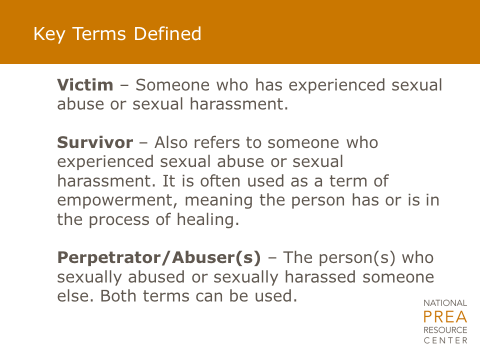 Key Terms Defined
Victim – Someone who has experienced sexual
abuse or sexual harassment.
Survivor – Also refers to someone who
experienced sexual abuse or sexual
harassment. It is often used as a term of
empowerment, meaning the person has or is in
the process of healing.
Perpetrator/Abuser(s) – The person(s) who
sexually abused or sexually harassed someone
else. Both terms can be used.
NATIONAL
PREA
RESOURCE
CENTER